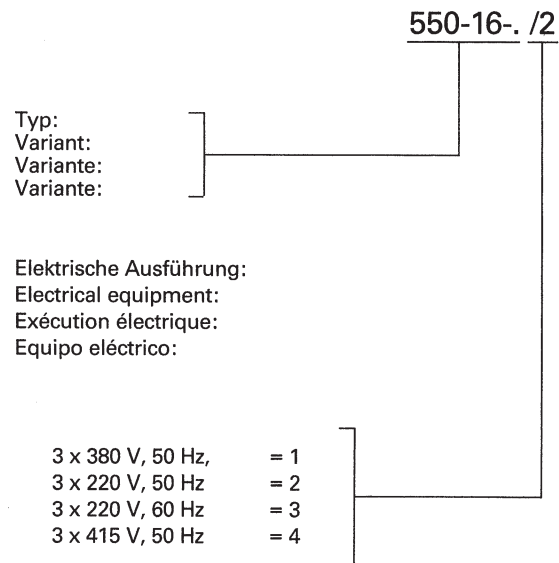 550-16-. /2
Typ:
Variant:
Variante:
Variante:
Elektrische Ausführung:
Electrical equipment:
Exécution électrique:
Equipo eléctrico:
3 x 380 V, 50 Hz, = 1
3 x 220 V, 50 Hz = 2
3 x 220 V, 60 Hz = 3
3 x 415 V, 50 Hz = 4